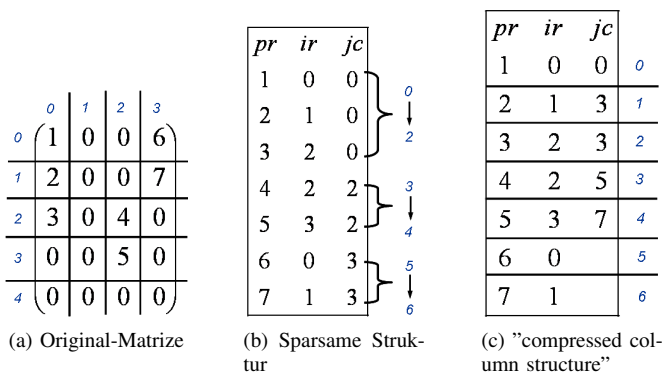 0 1 2 3
0 1 0 0 6
1 2 0 0 7
2 3 0 4 0
3 0 0 5 0
4 0 0 0 0
(a) Original-Matrize
pr ir jc
1 0 0
2 1 0
3 2 0
4 2 2
5 3 2
6 0 3
7 1 3
0
2
3
4
5
6
(b) Sparsame Struk-
tur
pr ir jc
1 0 0 0
2 1 3 1
3 2 3 2
4 2 5 3
5 3 7 4
6 0 5
7 1 6
(c) ”compressed col-
umn structure”